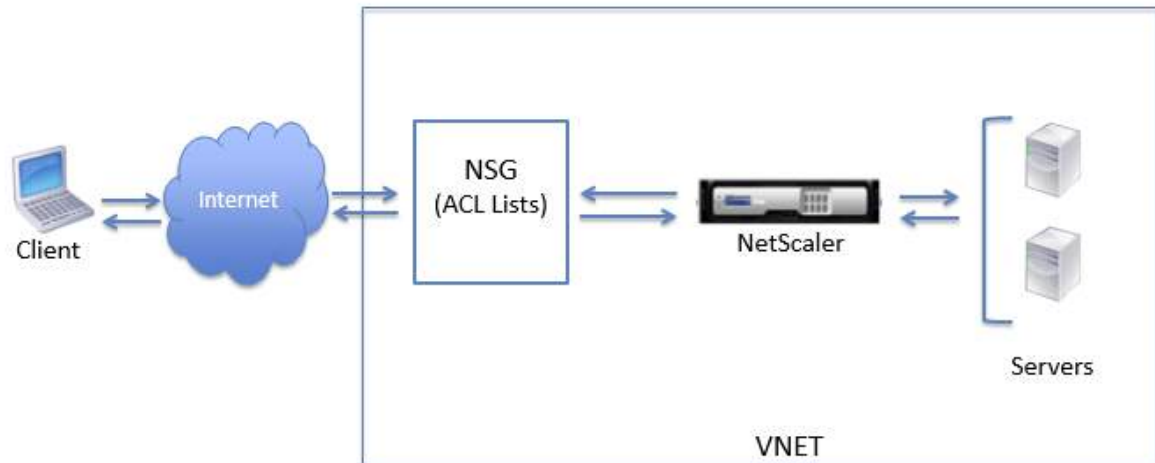 Client
Internet
NSG
(ACL Lists)
NetScaler
Servers
VNET